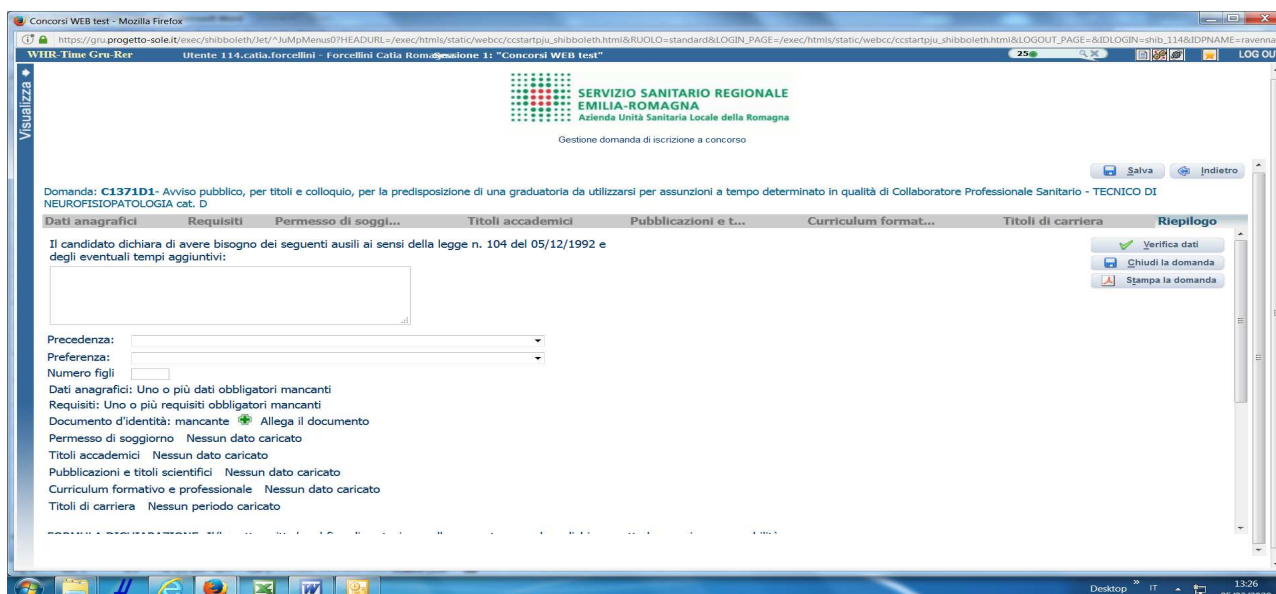 Concorsi WEB test - Mozilla Firefox
https://gru.progetto-sole.it/exec/shibboleth/Jet/^JuMpMenus0?HEADURL=/exec/htmls/static/webcc/ccstartpju_shibboleth.html&RUOLO=standard&LOGIN_PAGE=/exec/htmls/static/webcc/ccstartpju_shibboleth.html&LOGOUT_PAGE=&IDLOGIN=shib_114&IDPNAME=ravenna
WHR-Time Gru-Rer Utente 114.catia.forcellini - Forcellini Catia 1: "Concorsi WEB test" 25 LOG OU
Visualizza
SERVIZIO SANITARIO REGIONALE
EMILIA-ROMAGNA
Azienda Unità Sanitaria Locale della Romagna
Gestione domanda di iscrizione a concorso
Salva Indietro
Domanda: C1371D1- Avviso pubblico, per titoli e colloquio, per la predisposizione di una graduatoria da utilizzarsi per assunzioni a tempo determinato in qualità di Collaboratore Professionale Sanitario - TECNICO DI
NEUROFISIOPATOLOGIA cat. D
Dati anagrafici Requisiti Permesso di soggi... Titoli accademici Pubblicazioni e t... Curriculum format... Titoli di carriera Riepilogo
Il candidato dichiara di avere bisogno dei seguenti ausili ai sensi della legge n. 104 del 05/12/1992 e
degli eventuali tempi aggiuntivi:
Verifica dati
Chiudi la domanda
Stampa la domanda
Precedenza:
Preferenza:
Numero figli
Dati anagrafici: Uno o più dati obbligatori mancanti
Requisiti: Uno o più requisiti obbligatori mancanti
Documento d'identità: mancante Allega il documento
Permesso di soggiorno Nessun dato caricato
Titoli accademici Nessun dato caricato
Pubblicazioni e titoli scientifici Nessun dato caricato
Curriculum formativo e professionale Nessun dato caricato
Titoli di carriera Nessun periodo caricato
Desktop » IT 13:26